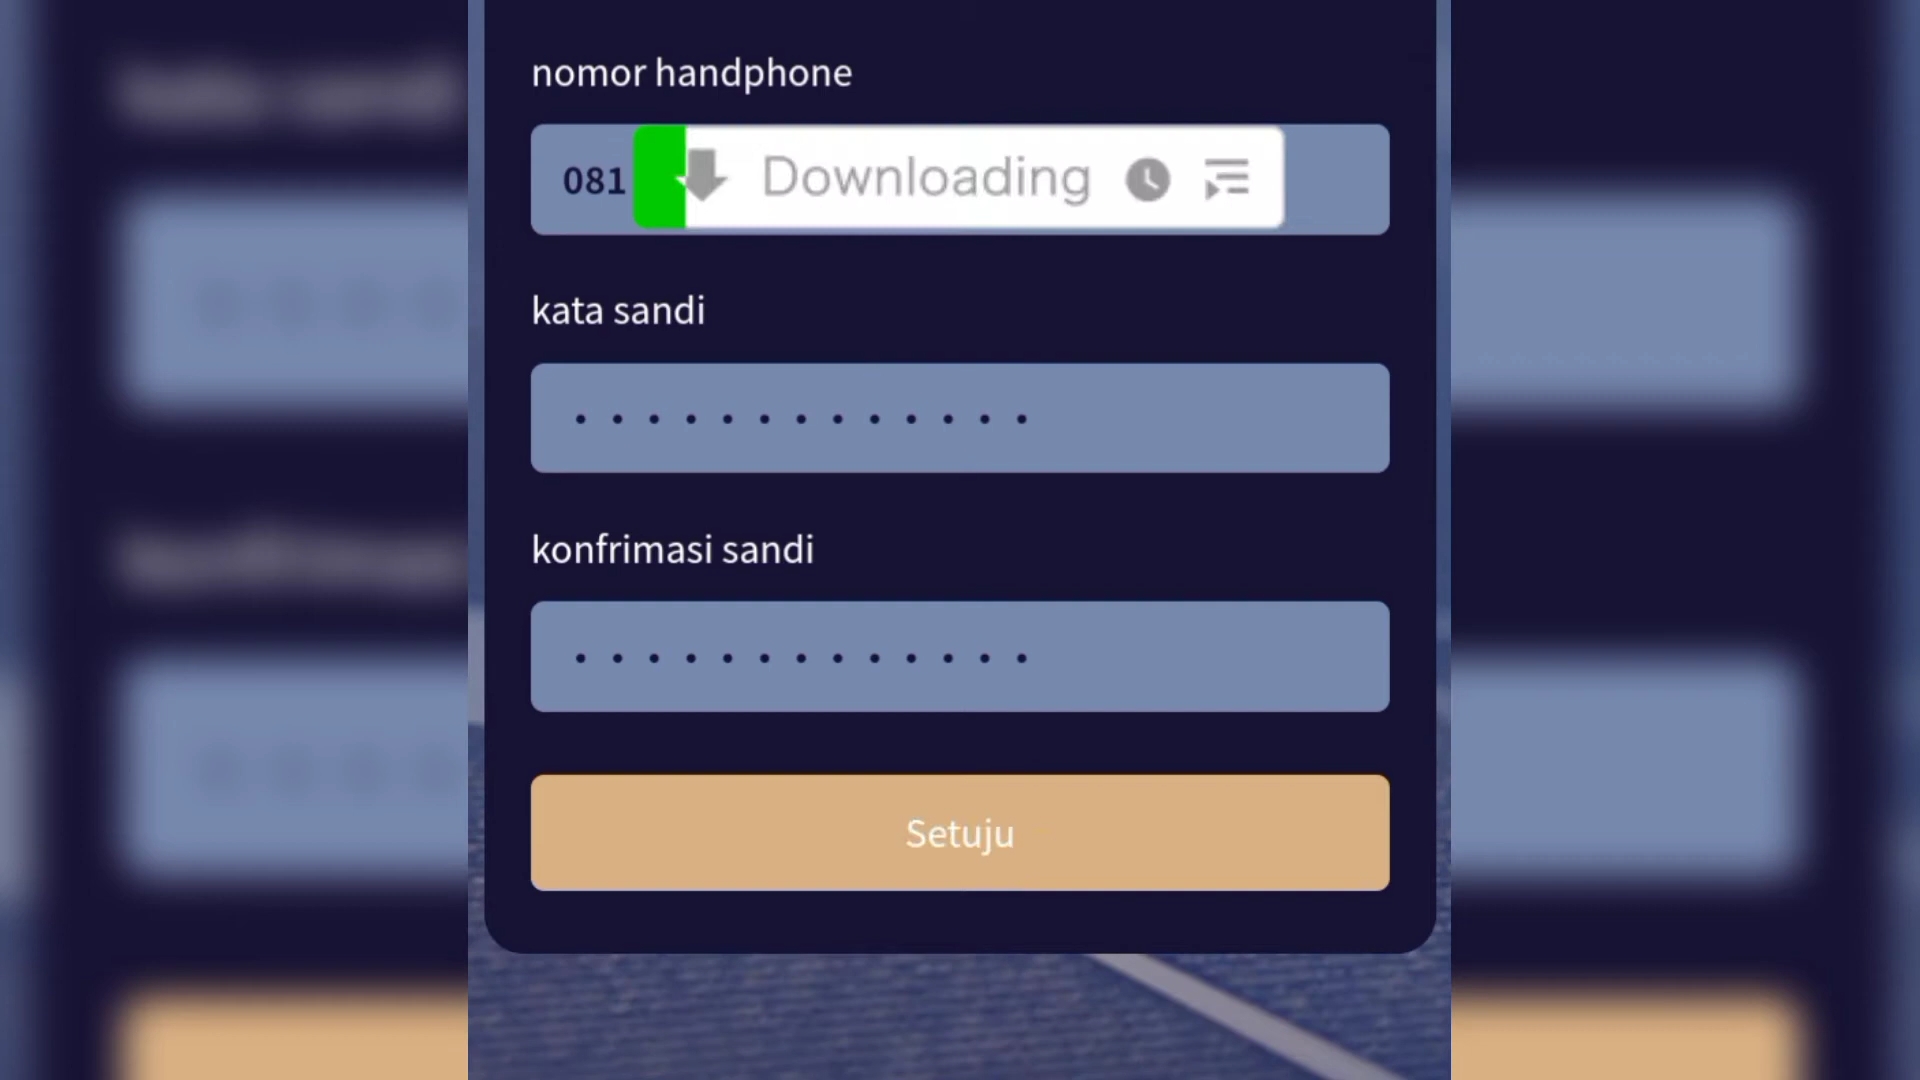 nomor handphone
081
Downloading
kata sandi
konfrimasi sandi
Setuju